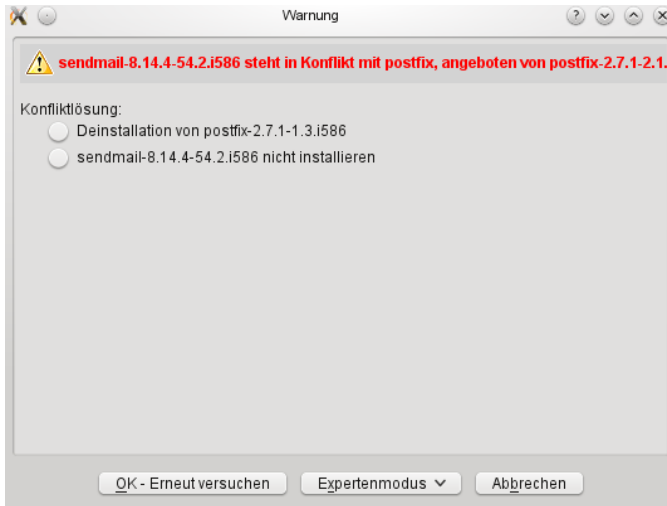 Warnung
sendmail-8.14.4-54.2.i586 steht in Konflikt mit postfix, angeboten von postfix-2.7.1-2.1.
Konfliktlösung:
Deinstallation von postfix-2.7.1-1.3.i586
sendmail-8.14.4-54.2.i586 nicht installieren
OK - Erneut versuchen Expertenmodus Abbrechen